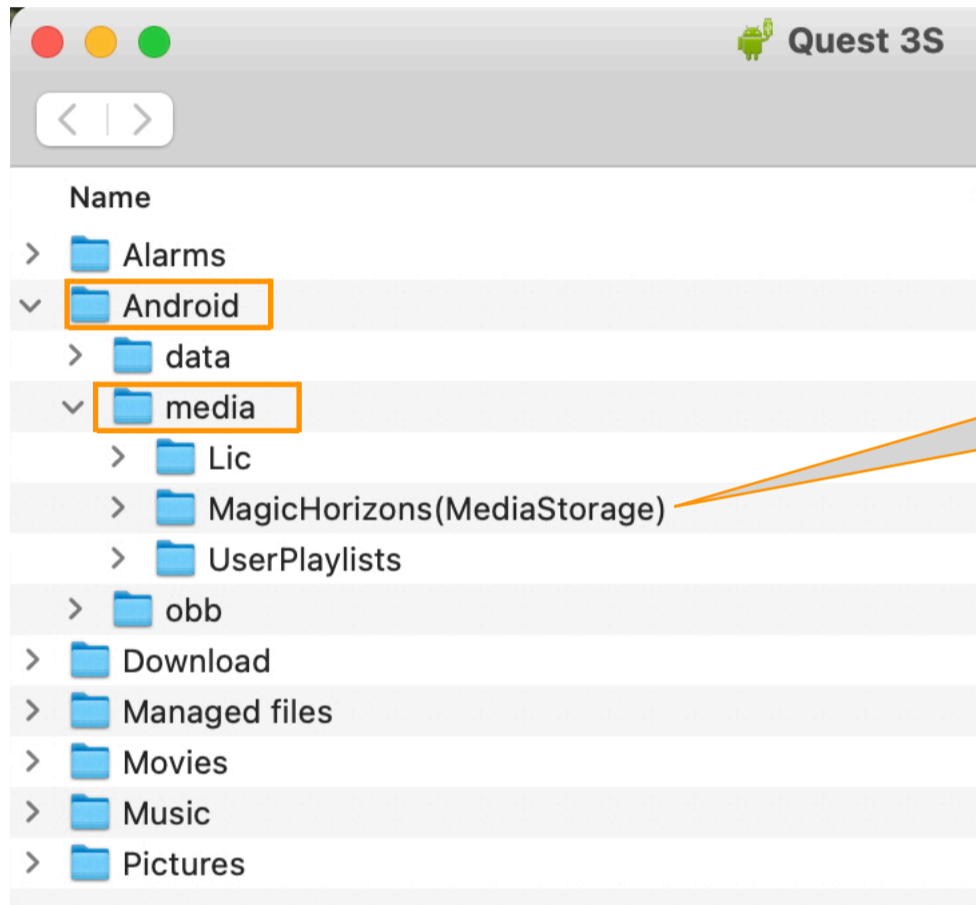 Quest 3S
Name
Alarms
Android
data
media
Lic
MagicHorizons(MediaStorage)
UserPlaylists
obb
Download
Managed files
Movies
Music
Pictures